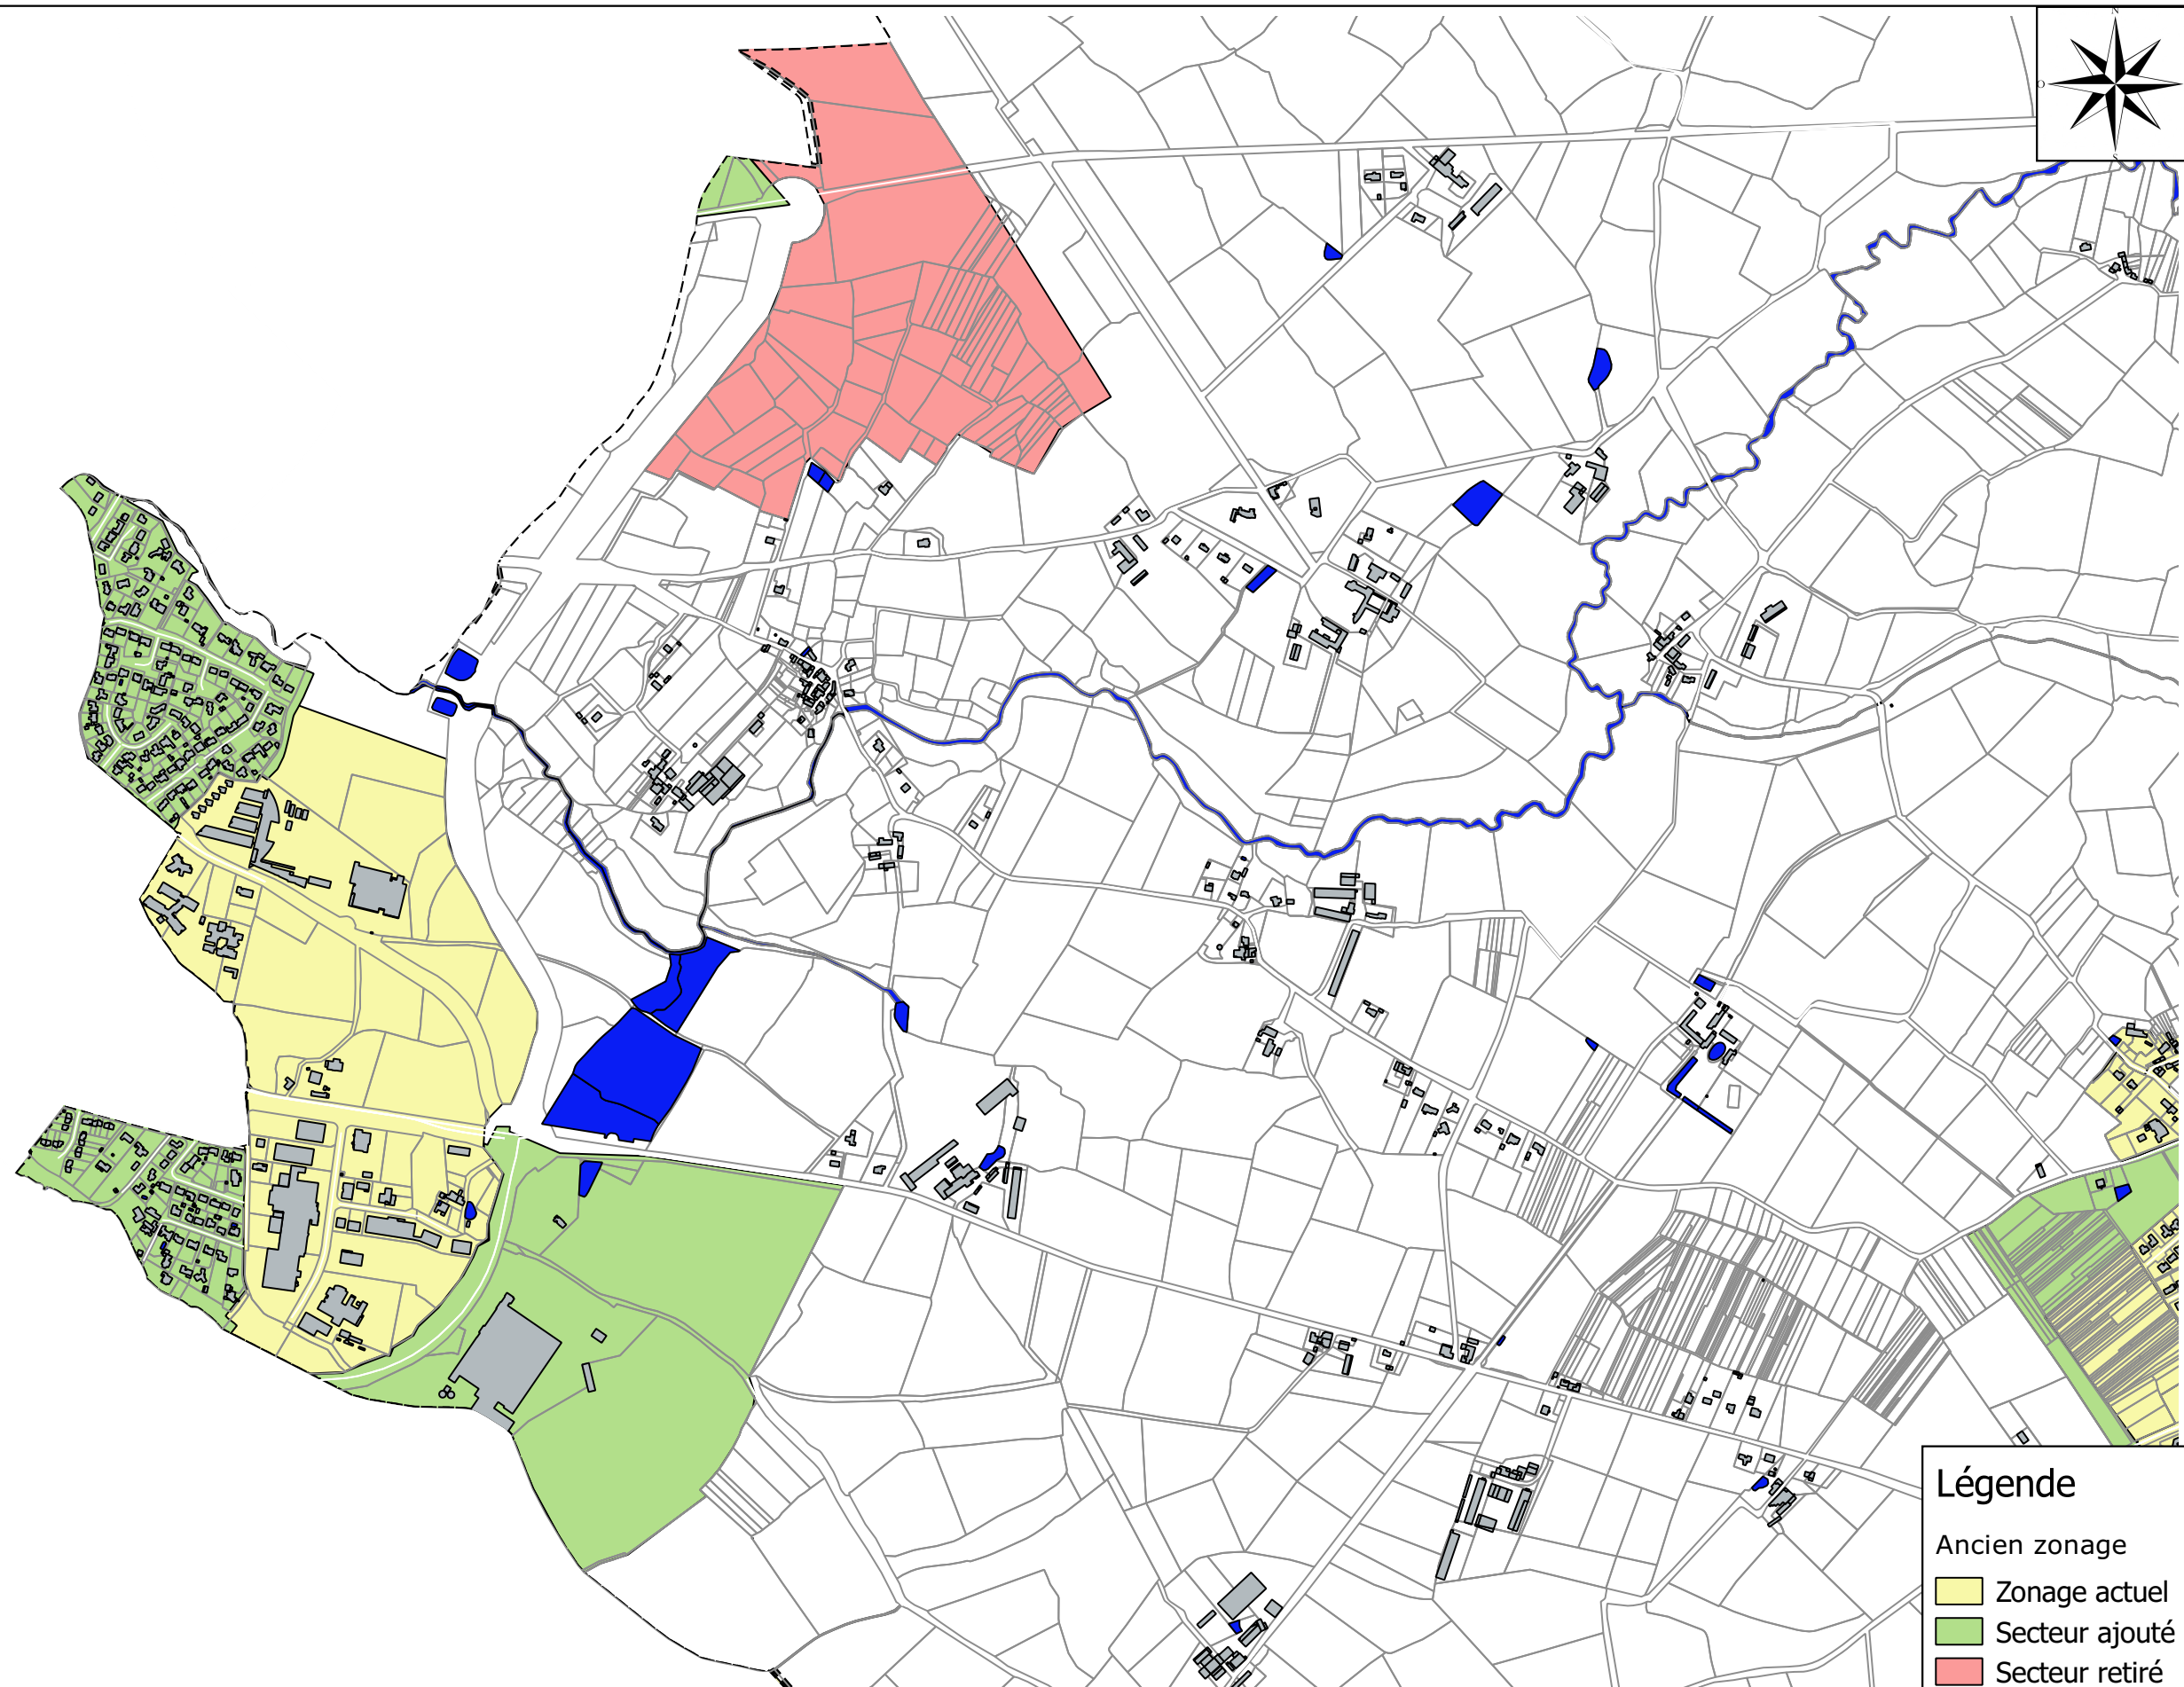 N
O
S
Légende
Ancien zonage
Zonage actuel
Secteur ajouté
Secteur retiré